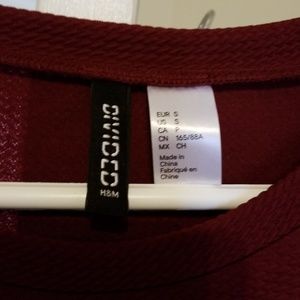 DIVIDED
H&M
EUR S
US S
CA P
CN 165/88A
MX CH
Made in
China
Fabriqué en
Chine